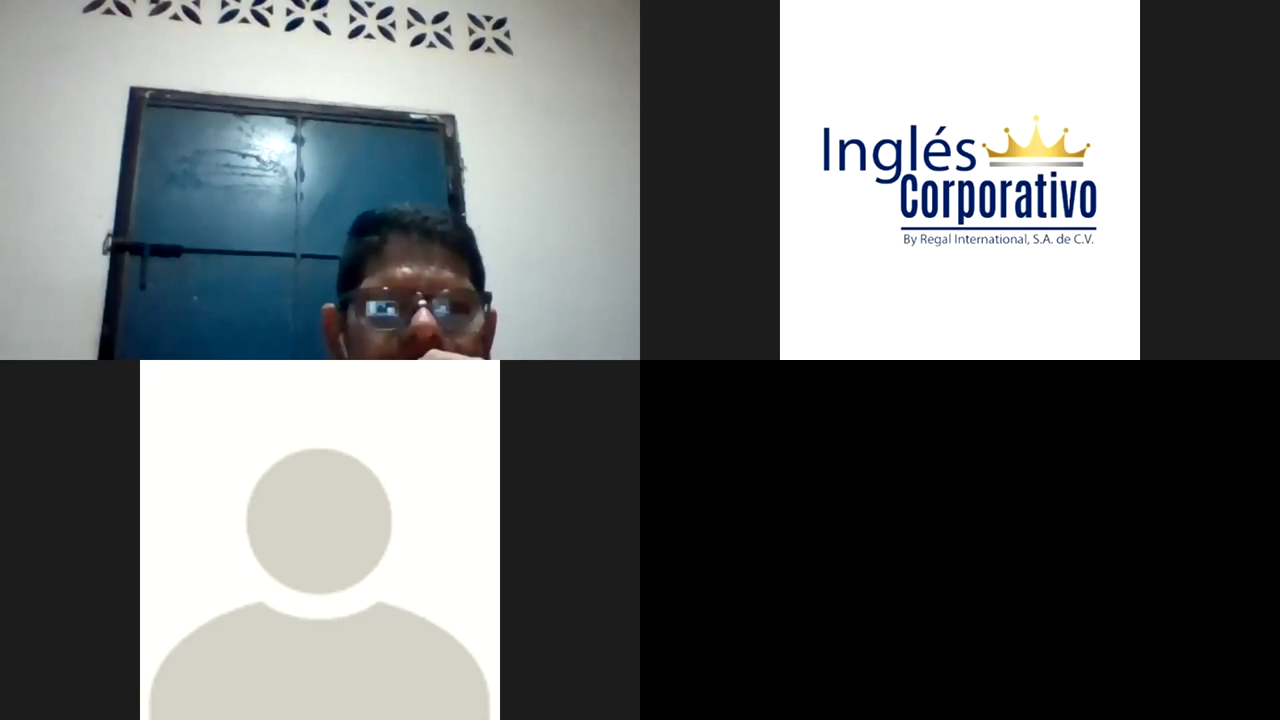 Inglés
Corporativo
By Regal International, S.A. de C.V.